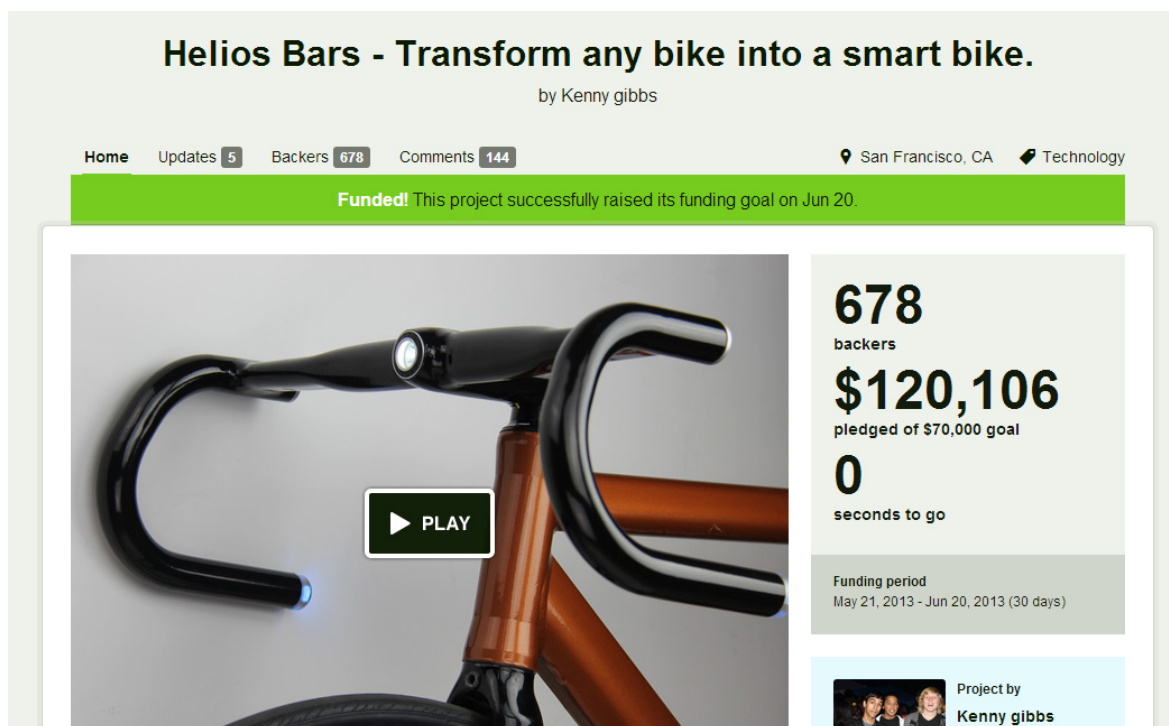 Helios Bars - Transform any bike into a smart bike.
by Kenny gibbs
Home Updates 5 Backers 678 Comments 144 San Francisco, CA Technology
Funded! This project successfully raised its funding goal on Jun 20.
678
backers
$120,106
pledged of $70,000 goal
0
seconds to go
PLAY
Funding period
May 21, 2013 - Jun 20, 2013 (30 days)
Project by
Kenny gibbs